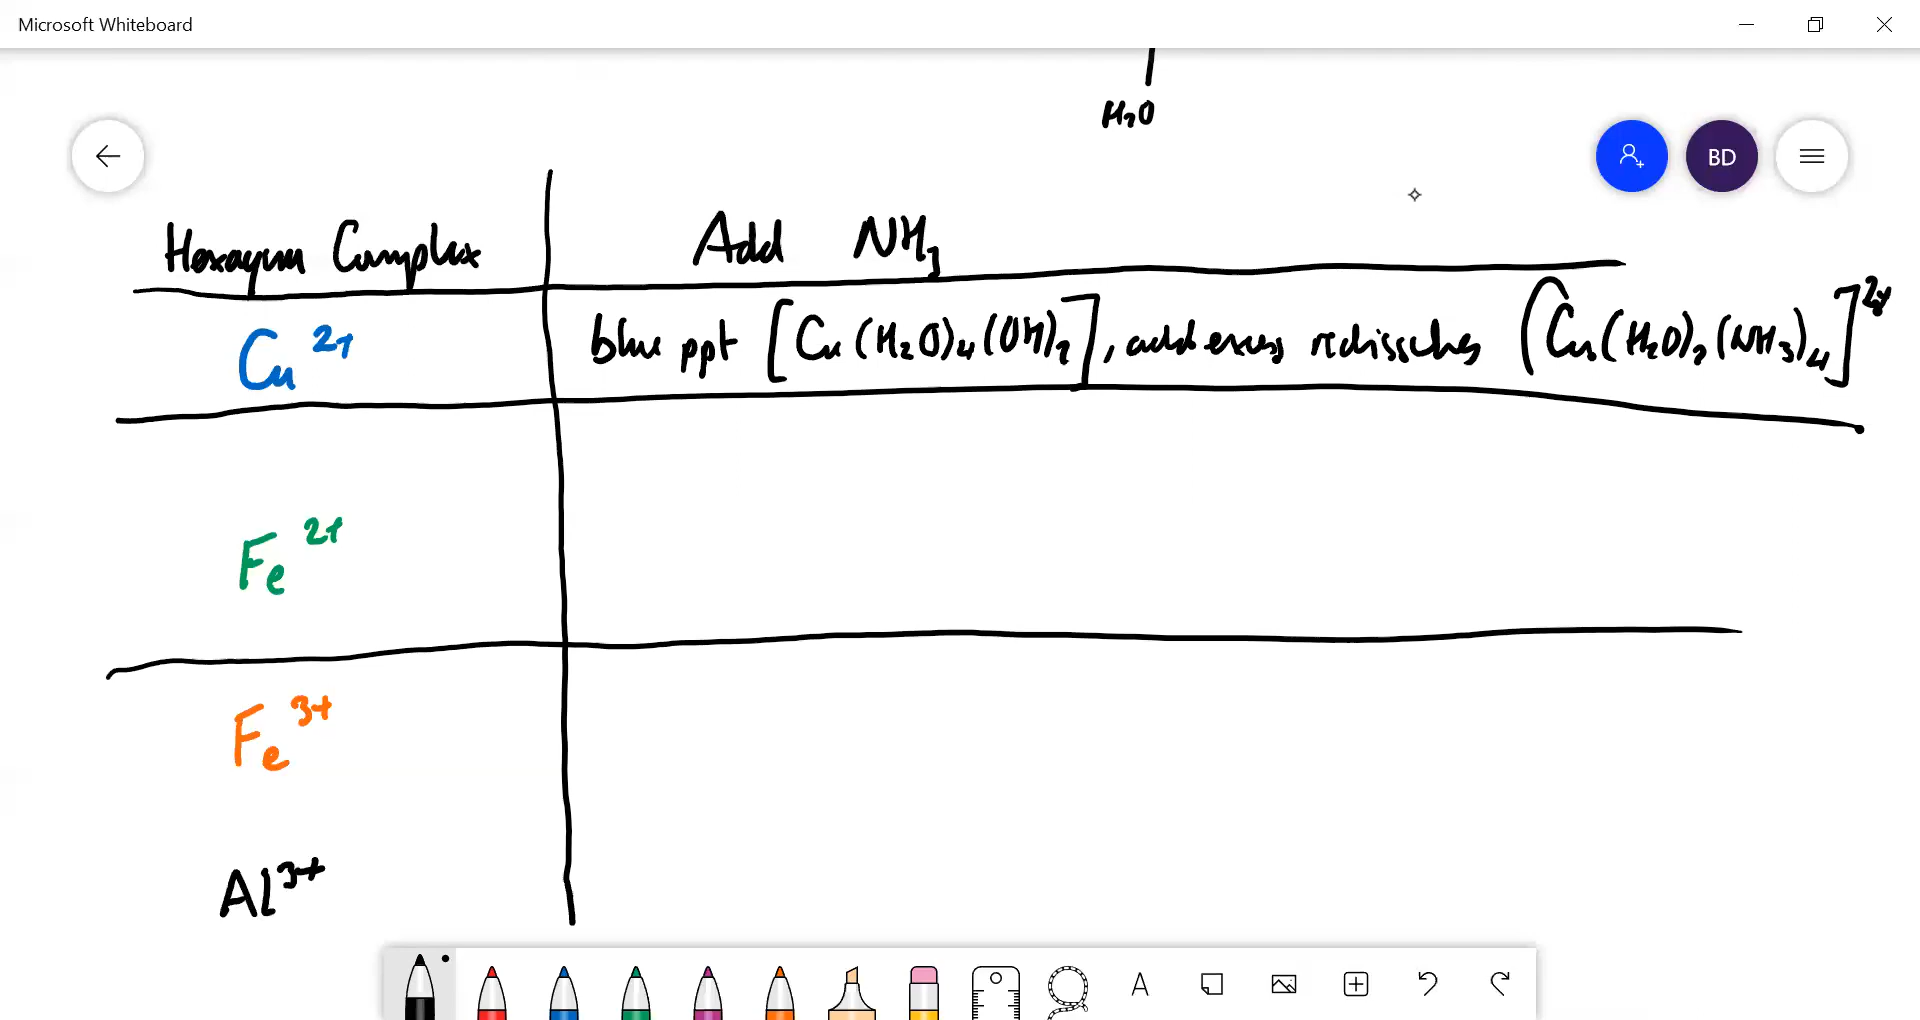 Microsoft Whiteboard
H₂O
BD
Hexaqua Complex Add NH₃
Cu²⁺ blue ppt [Cu(H₂O)₄(OH)₂], add excess redissolves [Cu(H₂O)₂(NH₃)₄]²⁺
Fe²⁺
Fe³⁺
Al³⁺
A